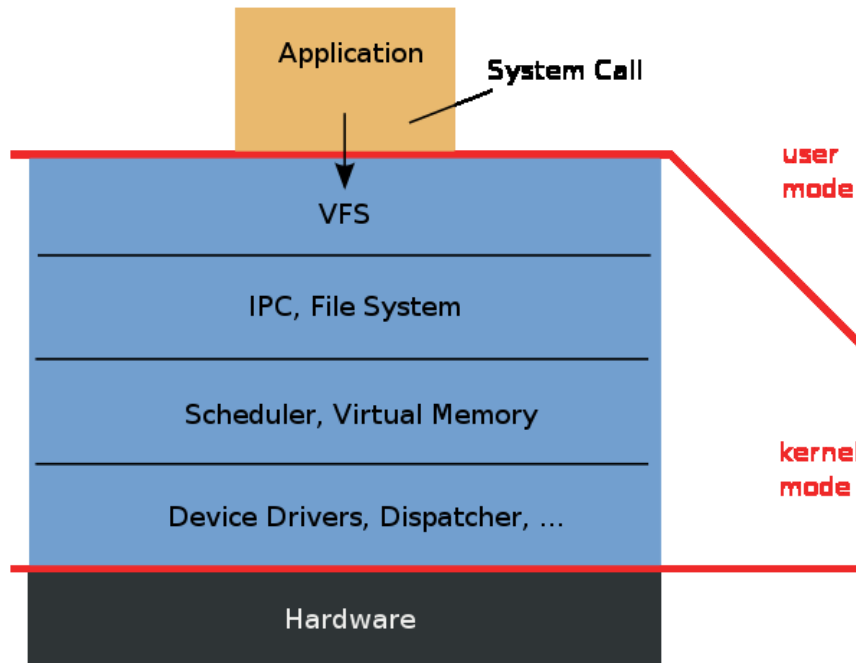 Application
System Call
user
mode
VFS
IPC, File System
Scheduler, Virtual Memory
kernel
mode
Device Drivers, Dispatcher, ...
Hardware